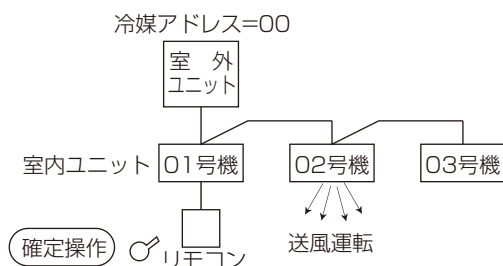 冷媒アドレス=00
室 外
ユニット
室内ユニット
01号機
02号機
03号機
送風運転
確定操作
リモコン